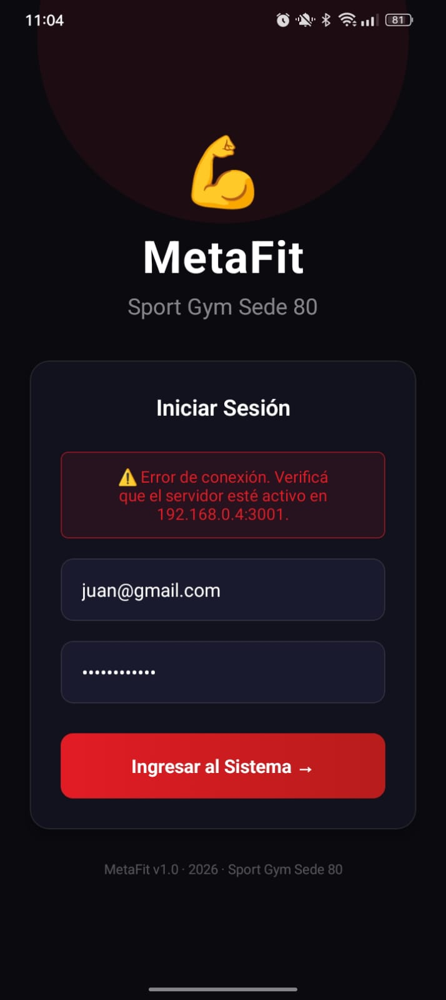 11:04
81
MetaFit
Sport Gym Sede 80
Iniciar Sesión
⚠️ Error de conexión. Verificá
que el servidor esté activo en
192.168.0.4:3001.
juan@gmail.com
••••••••••••
Ingresar al Sistema →
MetaFit v1.0 · 2026 · Sport Gym Sede 80